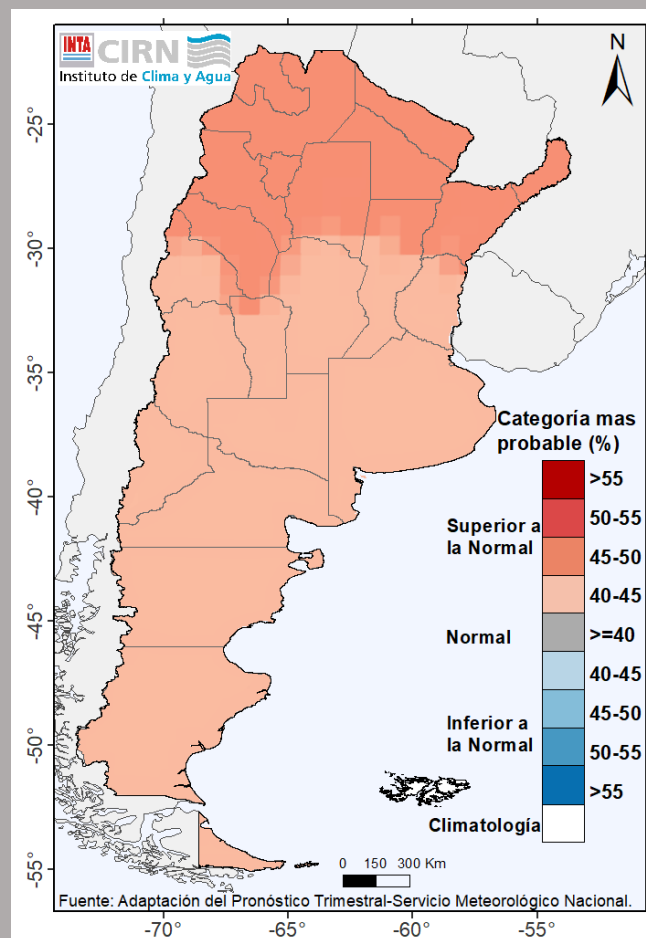 INTA CIRN
Instituto de Clima y Agua
N
-25°
-30°
-35°
-40°
-45°
-50°
-55°
Categoría mas
probable (%)
>55
50-55
Superior a
la Normal
45-50
40-45
Normal
>=40
40-45
45-50
Inferior a
la Normal
50-55
>55
Climatología
0 150 300 Km
Fuente: Adaptación del Pronóstico Trimestral-Servicio Meteorológico Nacional.
-70° -65° -60° -55°